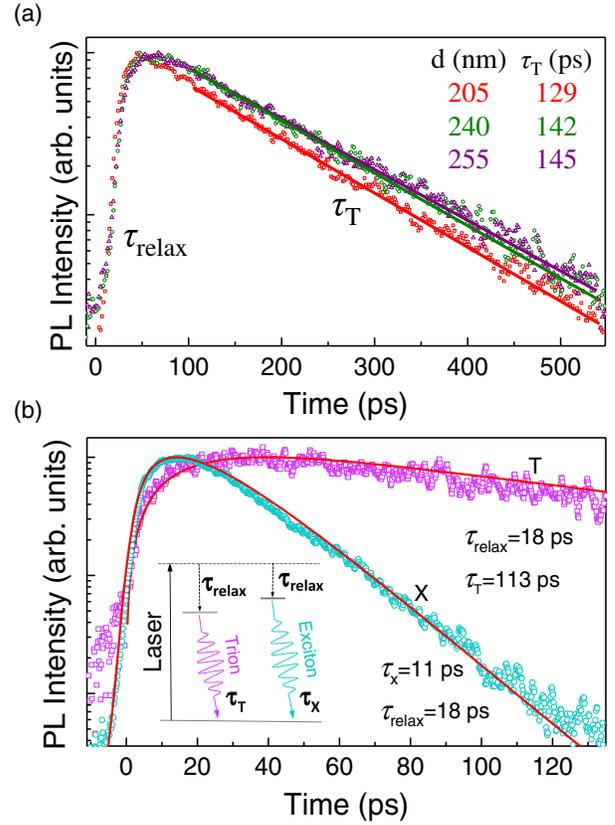 (a)
PL Intensity (arb. units)
d (nm) τT (ps)
205 129
240 142
255 145
τrelax
τT
0 100 200 300 400 500
Time (ps)
(b)
PL Intensity (arb. units)
T
τrelax=18 ps
τT=113 ps
X
τx=11 ps
τrelax=18 ps
Laser
τrelax τrelax
Trion
Exciton
τT τX
0 20 40 60 80 100 120
Time (ps)